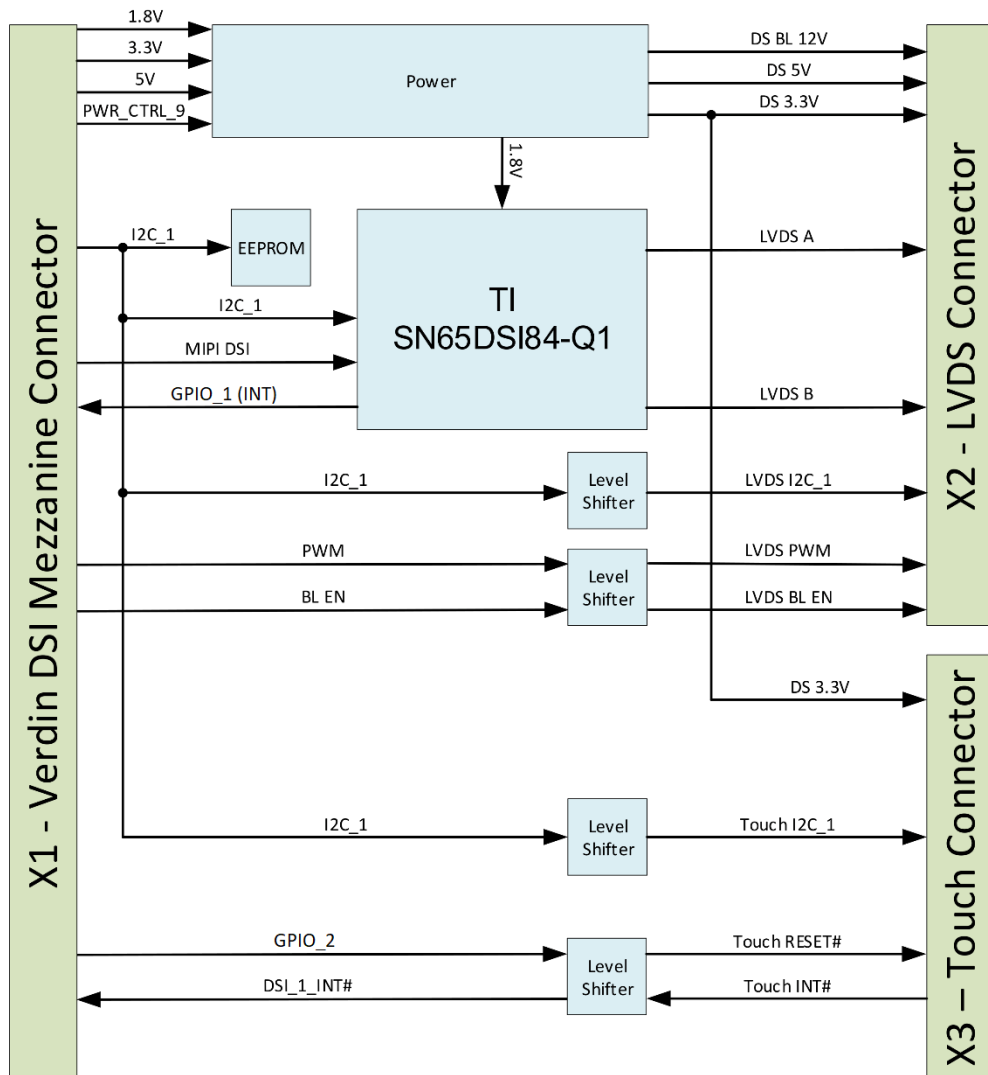 1.8V
3.3V
5V
PWR_CTRL_9
Power
DS BL 12V
DS 5V
DS 3.3V
1.8V
I2C_1
EEPROM
I2C_1
MIPI DSI
GPIO_1 (INT)
TI
SN65DSI84-Q1
LVDS A
LVDS B
I2C_1
Level
Shifter
LVDS I2C_1
PWM
BL EN
Level
Shifter
LVDS PWM
LVDS BL EN
DS 3.3V
I2C_1
Level
Shifter
Touch I2C_1
GPIO_2
DSI_1_INT#
Level
Shifter
Touch RESET#
Touch INT#
X1 - Verdin DSI Mezzanine Connector
X2 - LVDS Connector
X3 – Touch Connector